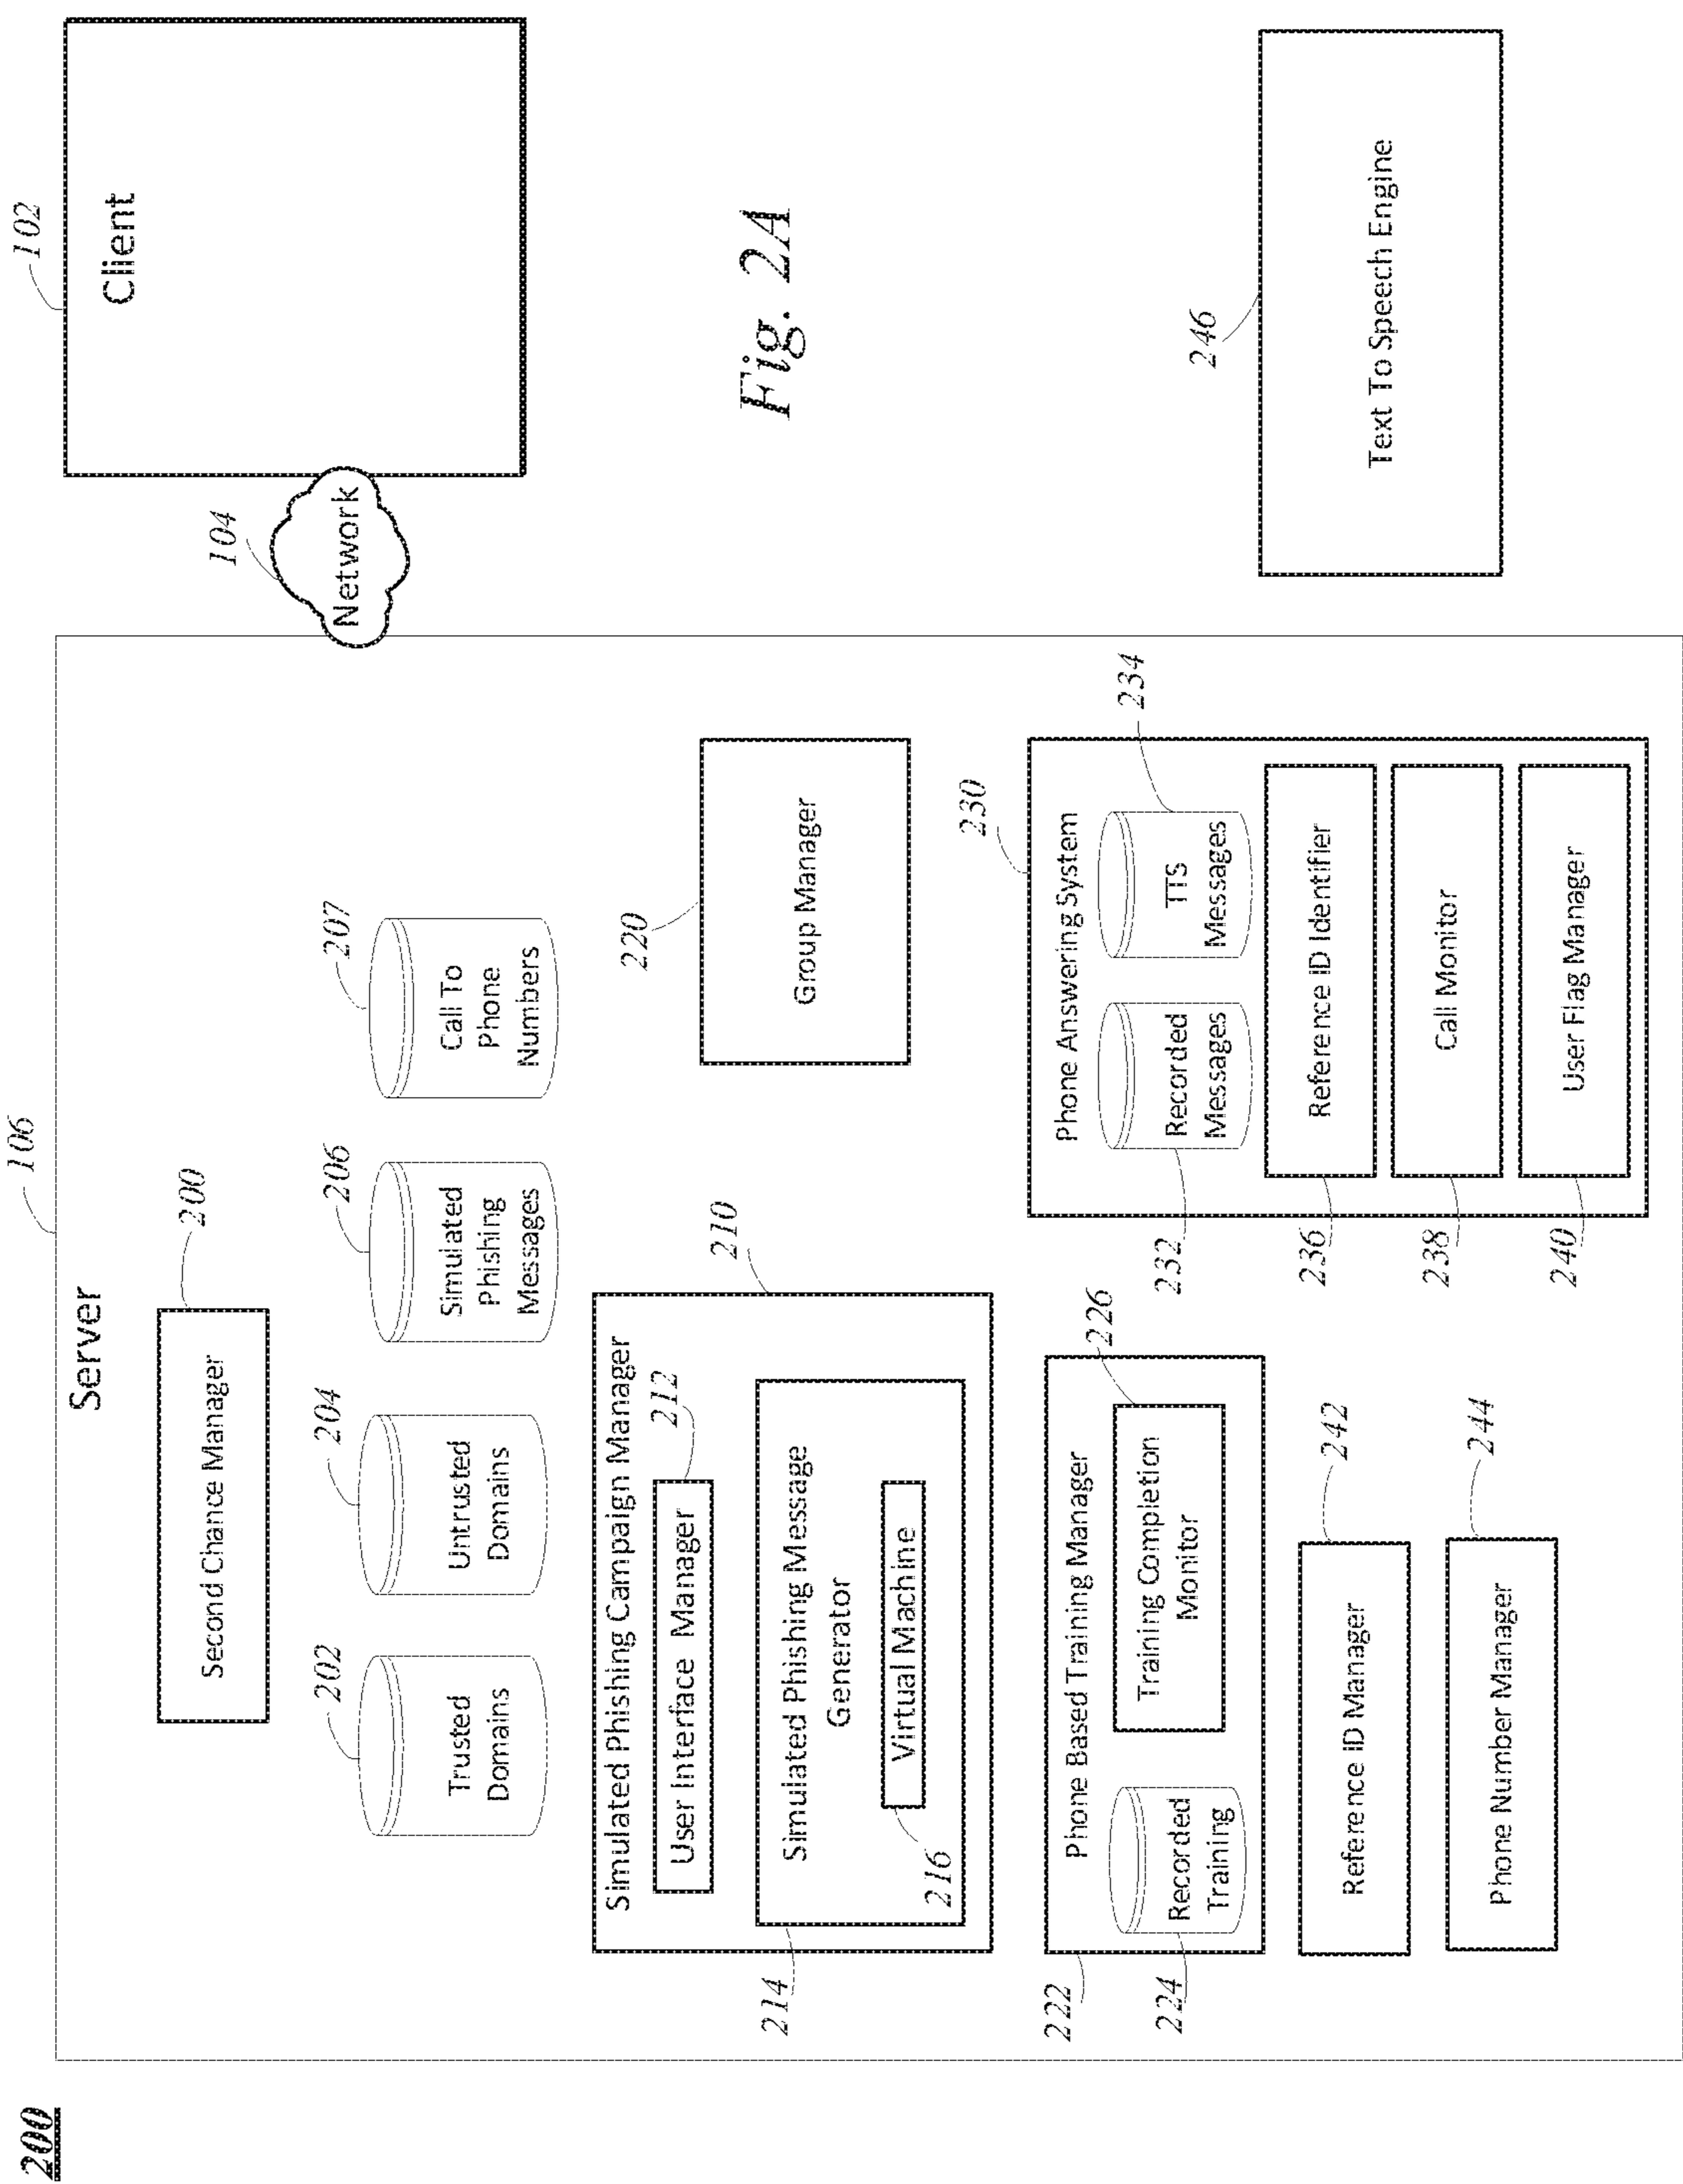 200
106
Server
200
Second Chance Manager
202
Trusted
Domains
204
Untrusted
Domains
206
Simulated
Phishing
Messages
207
Call To
Phone
Numbers
210
Simulated Phishing Campaign Manager
212
User Interface Manager
214
Simulated Phishing Message
Generator
Virtual Machine
216
220
Group Manager
222
Phone Based Training Manager
224
Recorded
Training
226
Training Completion
Monitor
242
Reference ID Manager
244
Phone Number Manager
230
Phone Answering System
232
Recorded
Messages
234
TTS
Messages
236
Reference ID Identifier
238
Call Monitor
240
User Flag Manager
104
Network
102
Client
Fig. 2A
246
Text To Speech Engine